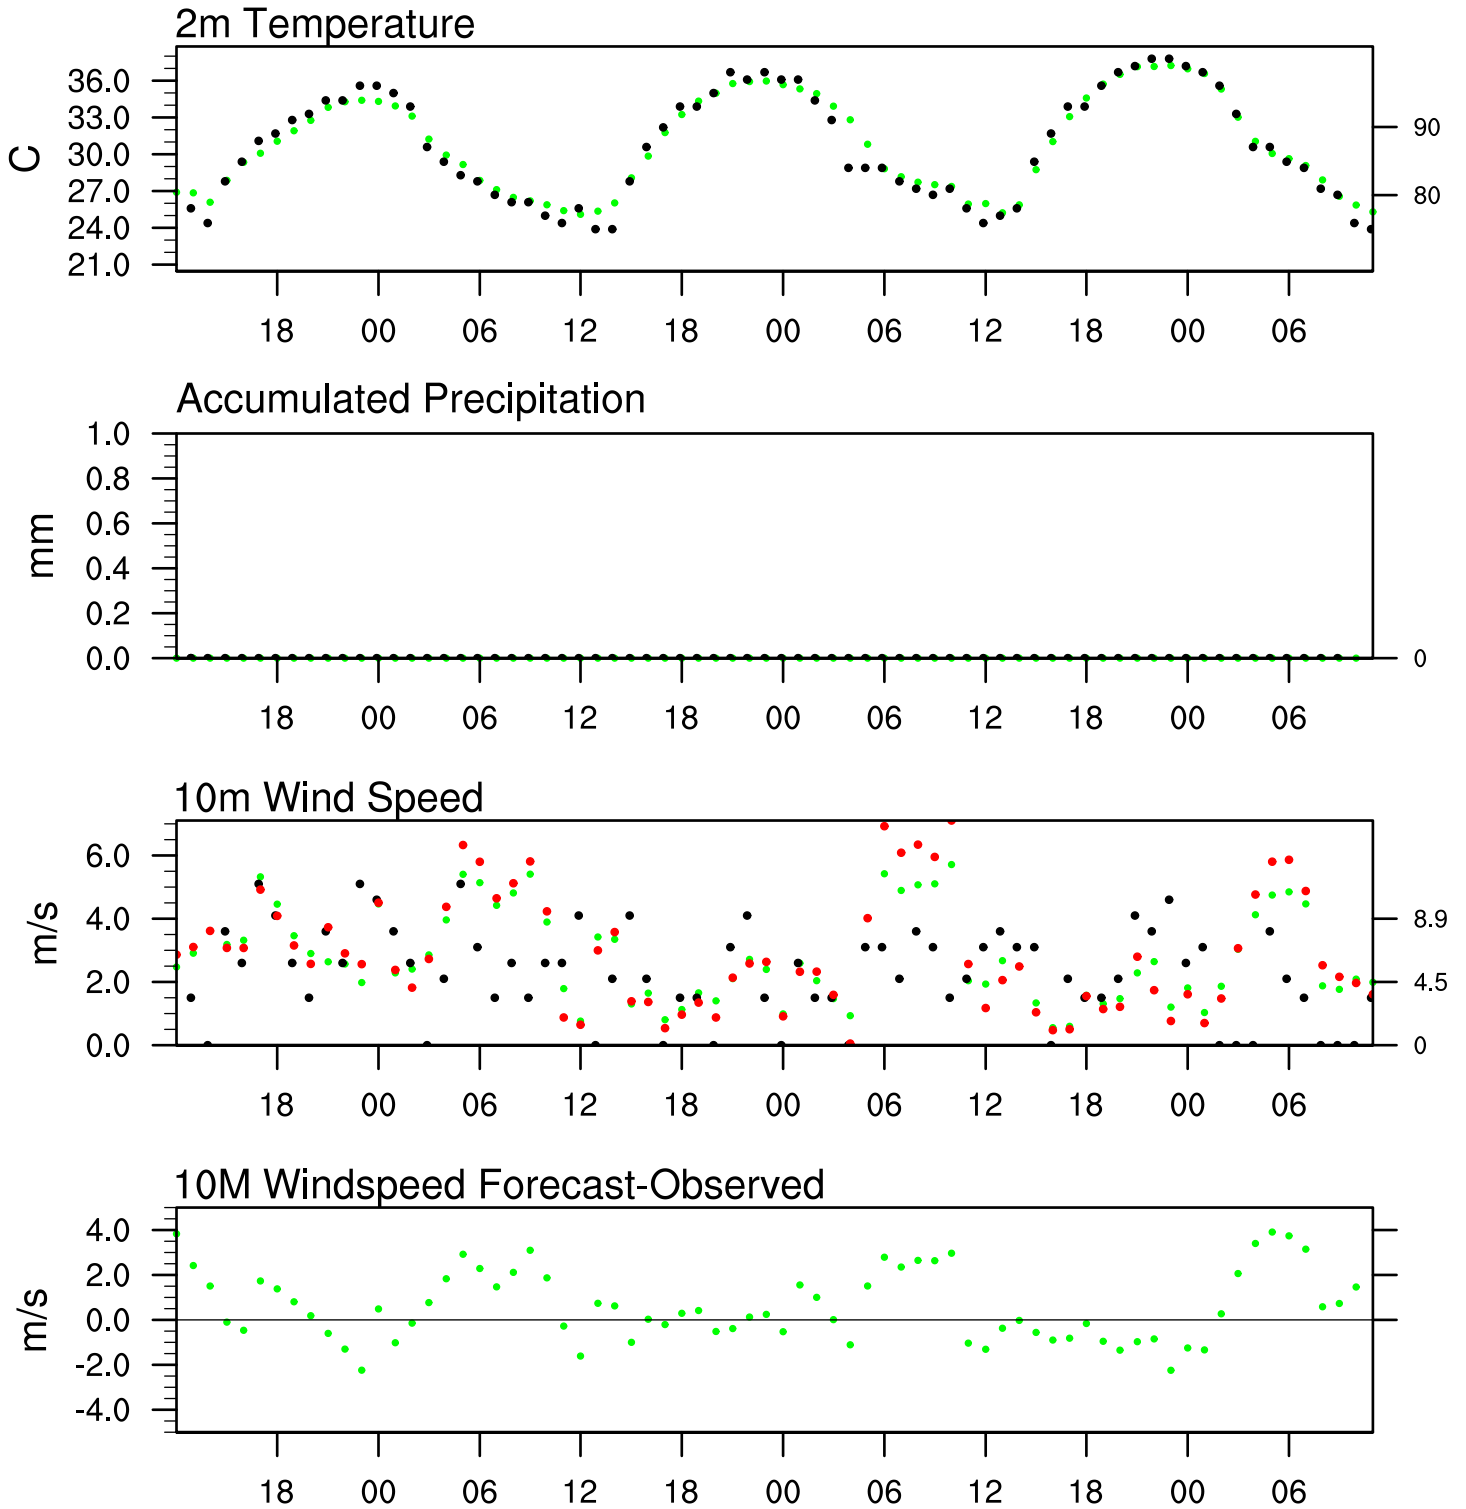 2m Temperature
36.0
33.0
30.0
27.0
24.0
21.0
C
90
80
18 00 06 12 18 00 06 12 18 00 06
Accumulated Precipitation
1.0
0.8
0.6
0.4
0.2
0.0
mm
0
18 00 06 12 18 00 06 12 18 00 06
10m Wind Speed
6.0
4.0
2.0
0.0
m/s
8.9
4.5
0
18 00 06 12 18 00 06 12 18 00 06
10M Windspeed Forecast-Observed
4.0
2.0
0.0
-2.0
-4.0
m/s
18 00 06 12 18 00 06 12 18 00 06